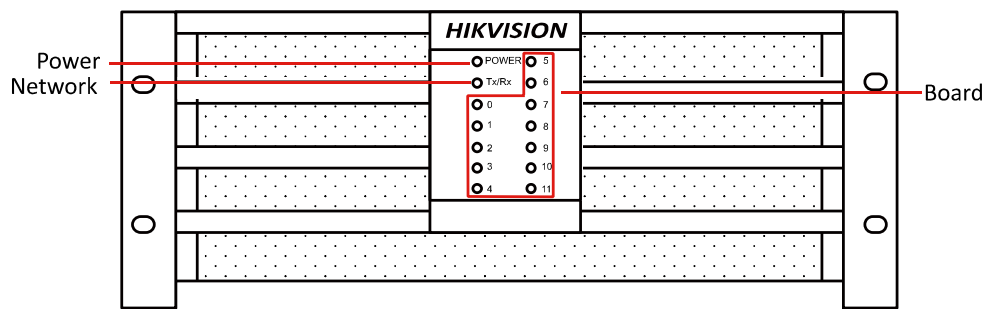 HIKVISION
Power
POWER 5
Network
Tx/Rx 6
Board
0 7
1 8
2 9
3 10
4 11